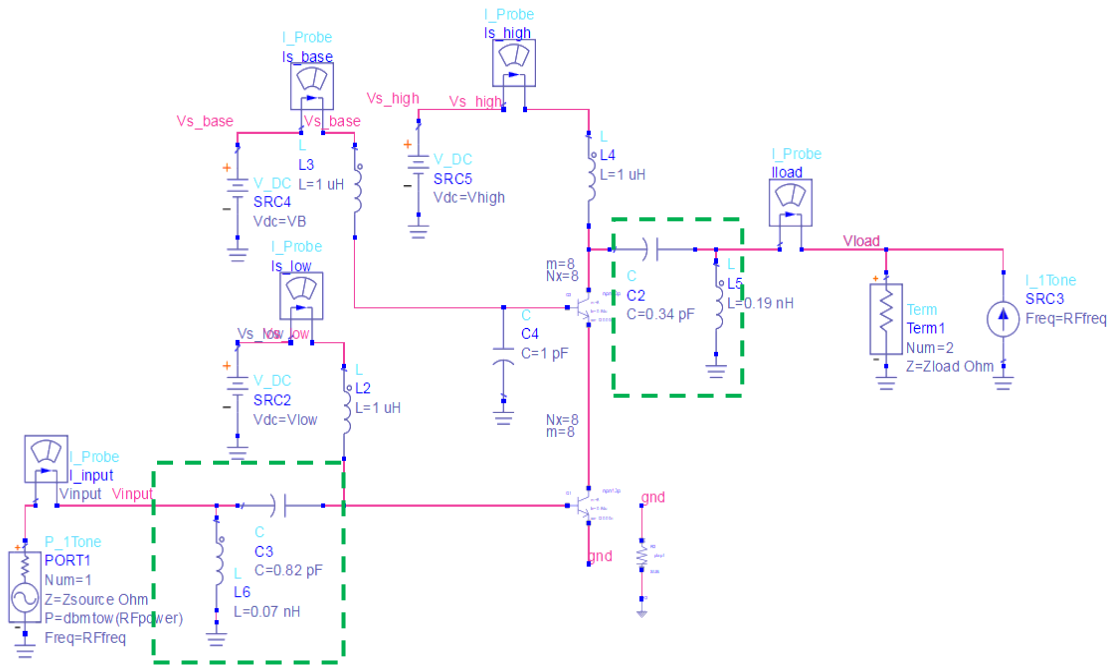 I_Probe
Is_base
I_Probe
Is_high
Vs_base
Vs_base
Vs_high
Vs_high
V_DC
SRC4
Vdc=VB
L
L3
L=1 uH
V_DC
SRC5
Vdc=Vhigh
L
L4
L=1 uH
I_Probe
Iload
Vload
I_Probe
Is_low
m=8
Nx=8
C
C2
C=0.34 pF
L
L5
L=0.19 nH
Term
Term1
Num=2
Z=Zload Ohm
I_1Tone
SRC3
Freq=RFfreq
C
C4
C=1 pF
V_DC
SRC2
Vdc=Vlow
L
L2
L=1 uH
Nx=8
m=8
I_Probe
I_input
Vinput
Vinput
C
C3
C=0.82 pF
L
L6
L=0.07 nH
P_1Tone
PORT1
Num=1
Z=Zsource Ohm
P=dbmtow(RFpower)
Freq=RFfreq
gnd
gnd